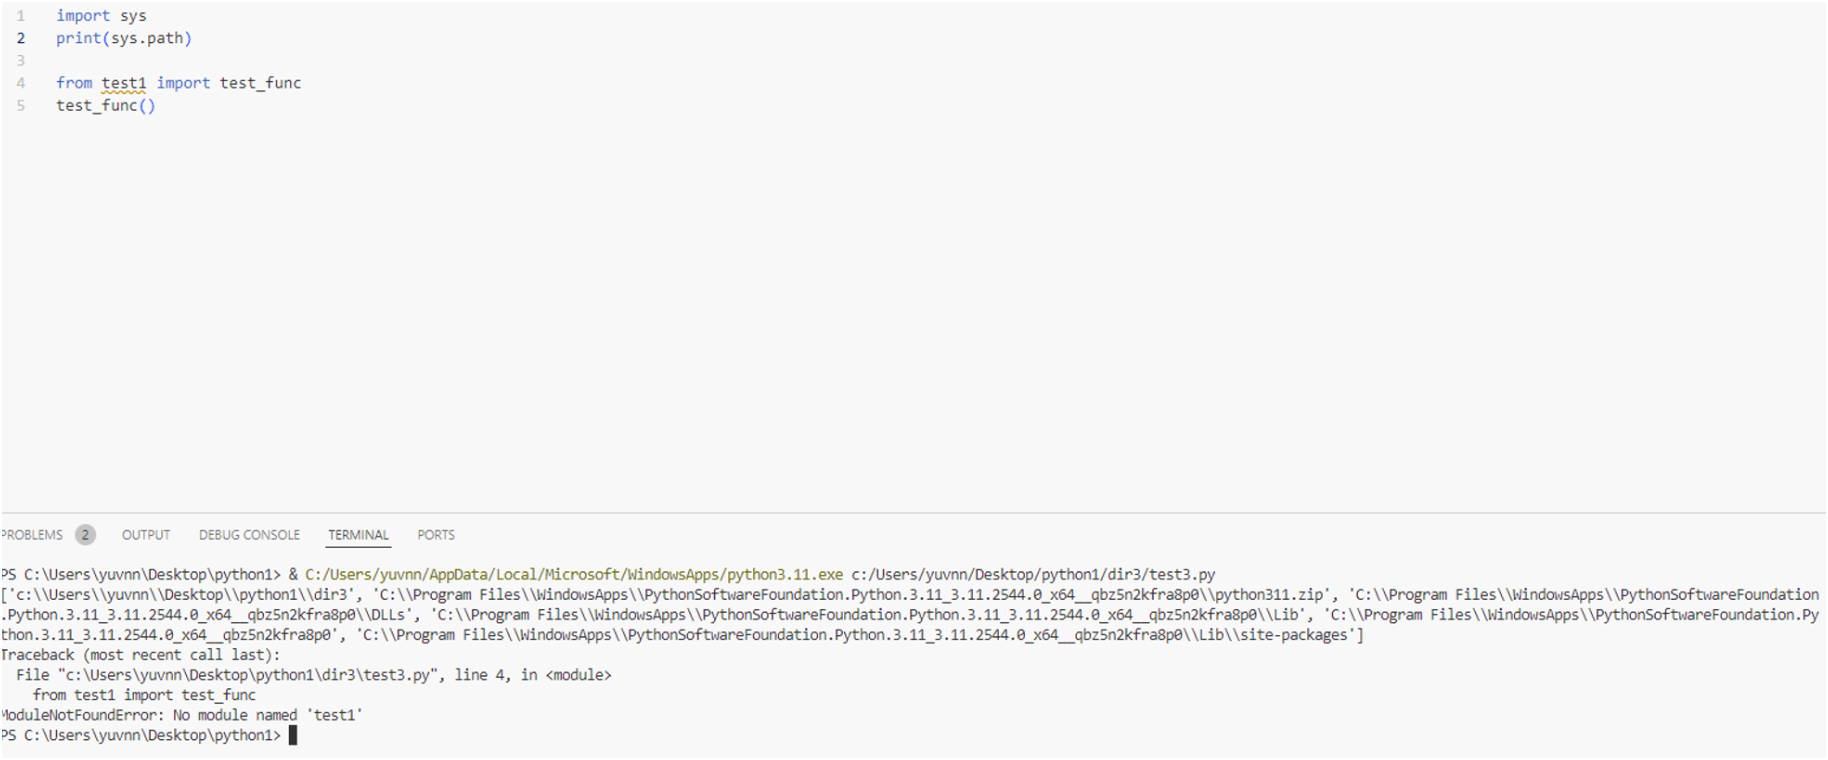 1 import sys
2 print(sys.path)
3
4 from test1 import test_func
5 test_func()
PROBLEMS 2 OUTPUT DEBUG CONSOLE TERMINAL PORTS
PS C:\Users\yuvnn\Desktop\python1> & C:/Users/yuvnn/AppData/Local/Microsoft/WindowsApps/python3.11.exe c:/Users/yuvnn/Desktop/python1/dir3/test3.py
['c:\\Users\\yuvnn\\Desktop\\python1\\dir3', 'C:\\Program Files\\WindowsApps\\PythonSoftwareFoundation.Python.3.11_3.11.2544.0_x64__qbz5n2kfra8p0\\python311.zip', 'C:\\Program Files\\WindowsApps\\PythonSoftwareFoundation
.Python.3.11_3.11.2544.0_x64__qbz5n2kfra8p0\\DLLs', 'C:\\Program Files\\WindowsApps\\PythonSoftwareFoundation.Python.3.11_3.11.2544.0_x64__qbz5n2kfra8p0\\Lib', 'C:\\Program Files\\WindowsApps\\PythonSoftwareFoundation.Py
thon.3.11_3.11.2544.0_x64__qbz5n2kfra8p0', 'C:\\Program Files\\WindowsApps\\PythonSoftwareFoundation.Python.3.11_3.11.2544.0_x64__qbz5n2kfra8p0\\Lib\\site-packages']
Traceback (most recent call last):
  File "c:\Users\yuvnn\Desktop\python1\dir3\test3.py", line 4, in <module>
    from test1 import test_func
ModuleNotFoundError: No module named 'test1'
PS C:\Users\yuvnn\Desktop\python1>